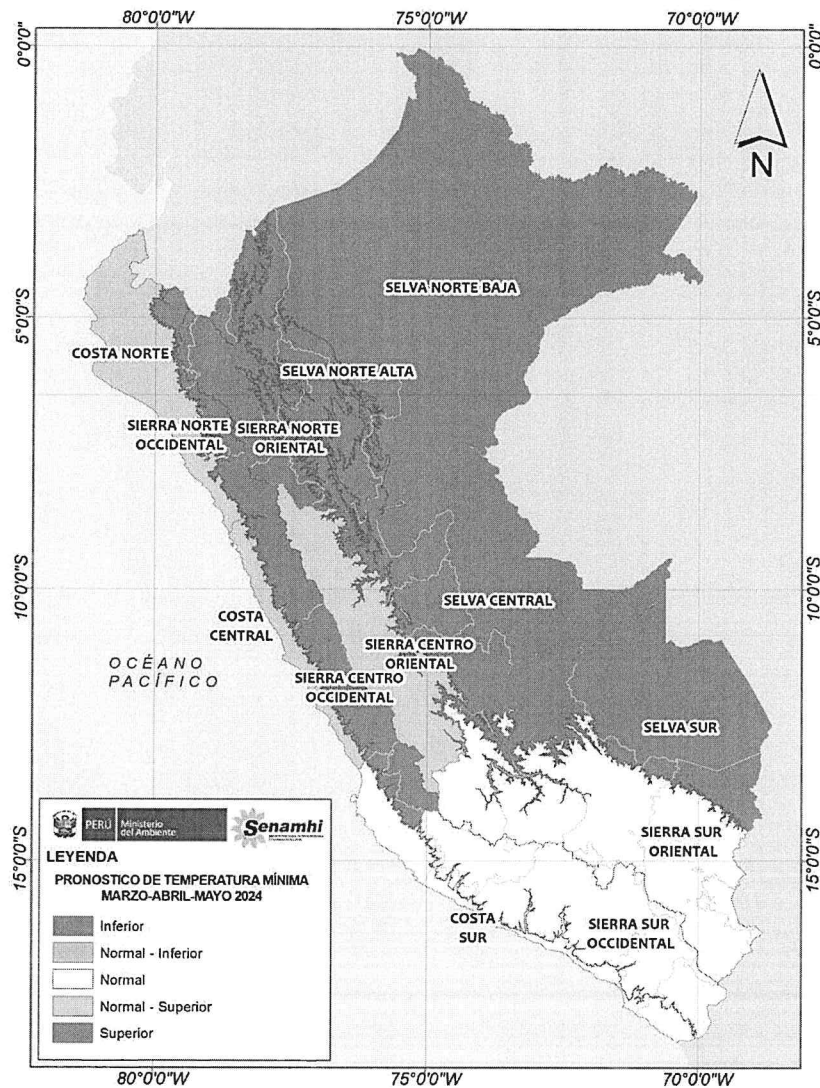 80°0'0"W
75°0'0"W
70°0'0"W
0°0'0"
0°0'0"
N
SELVA NORTE BAJA
5°0'0"S
5°0'0"S
COSTA NORTE
SELVA NORTE ALTA
SIERRA NORTE
OCCIDENTAL
SIERRA NORTE
ORIENTAL
10°0'0"S
10°0'0"S
SELVA CENTRAL
COSTA
CENTRAL
SIERRA CENTRO
ORIENTAL
OCÉANO
PACÍFICO
SIERRA CENTRO
OCCIDENTAL
SELVA SUR
PERÚ
Ministerio
del Ambiente
Senamhi
LEYENDA
SIERRA SUR
ORIENTAL
15°0'0"S
15°0'0"S
PRONOSTICO DE TEMPERATURA MÍNIMA
MARZO-ABRIL-MAYO 2024
COSTA
SUR
SIERRA SUR
OCCIDENTAL
Inferior
Normal - Inferior
Normal
Normal - Superior
Superior
80°0'0"W
75°0'0"W
70°0'0"W